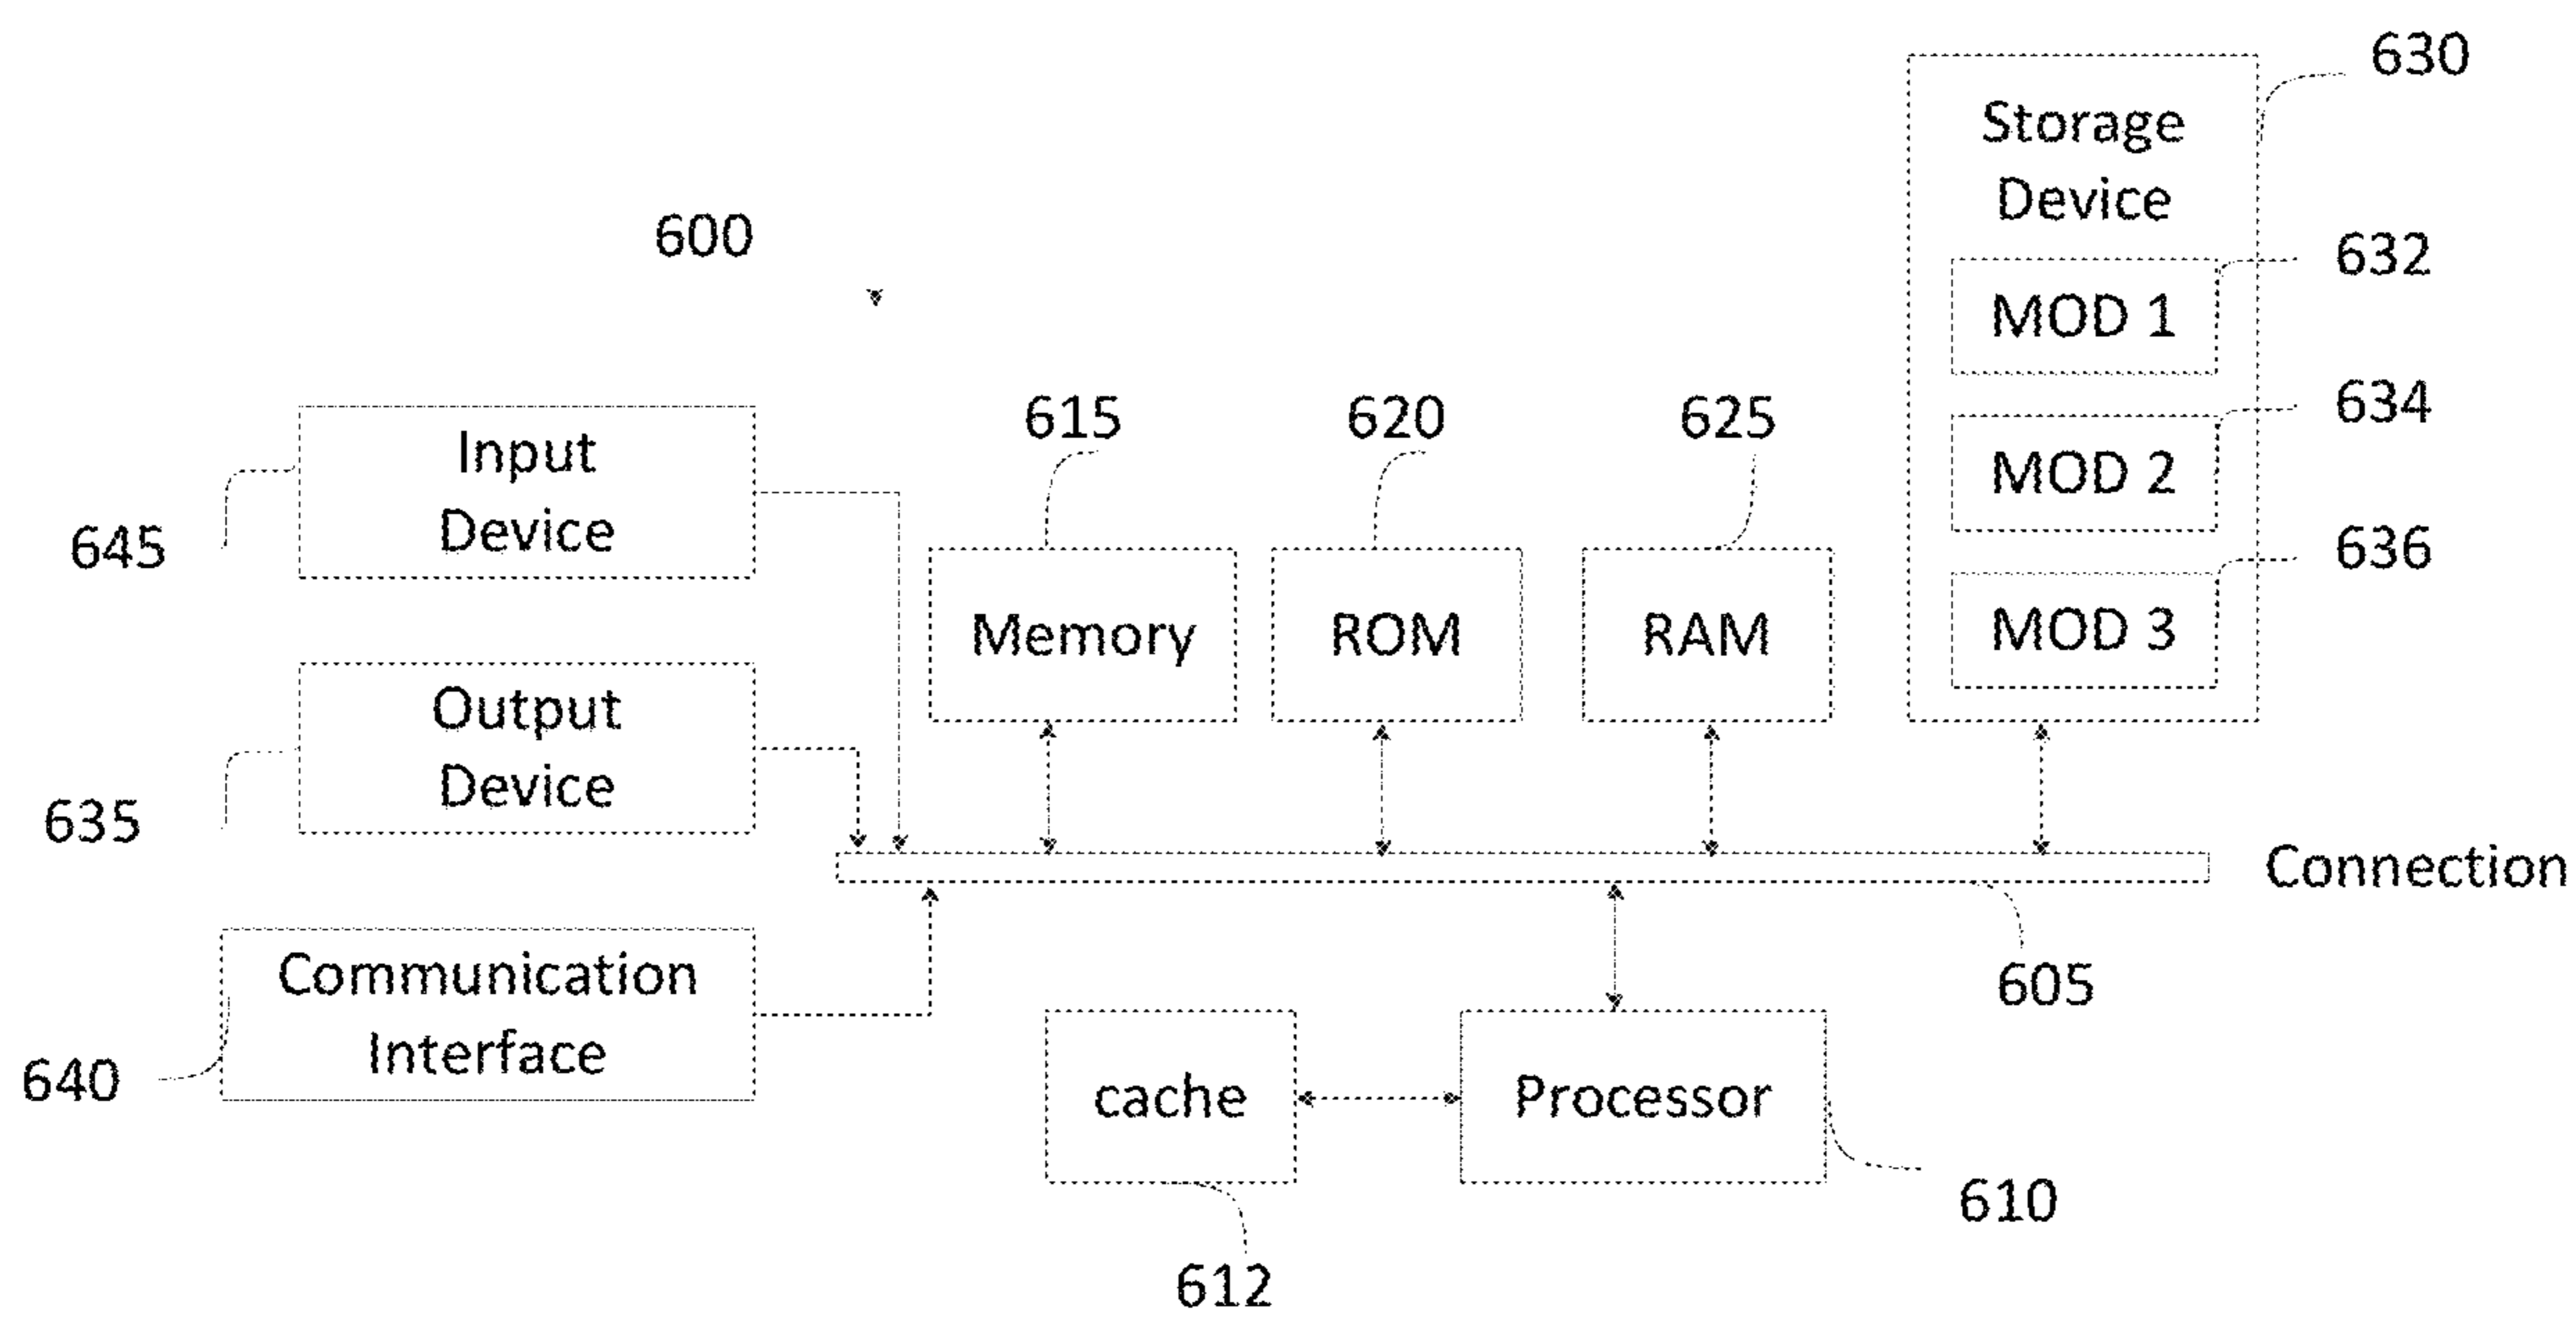 630
Storage
Device
600
632
MOD 1
615
620
625
634
Input
Device
MOD 2
645
636
Memory
ROM
RAM
MOD 3
Output
Device
635
Connection
Communication
Interface
605
640
cache
Processor
610
612